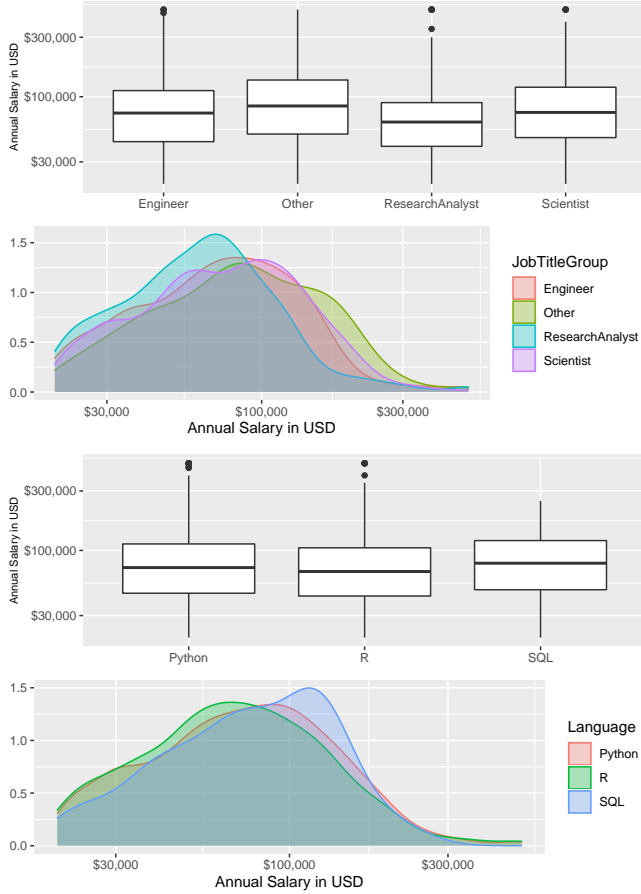 Annual Salary in USD
$300,000
$100,000
$30,000
Engineer Other ResearchAnalyst Scientist
1.5
1.0
0.5
0.0
$30,000 $100,000 $300,000
Annual Salary in USD
JobTitleGroup
Engineer
Other
ResearchAnalyst
Scientist
Annual Salary in USD
$300,000
$100,000
$30,000
Python R SQL
1.5
1.0
0.5
0.0
$30,000 $100,000 $300,000
Annual Salary in USD
Language
Python
R
SQL